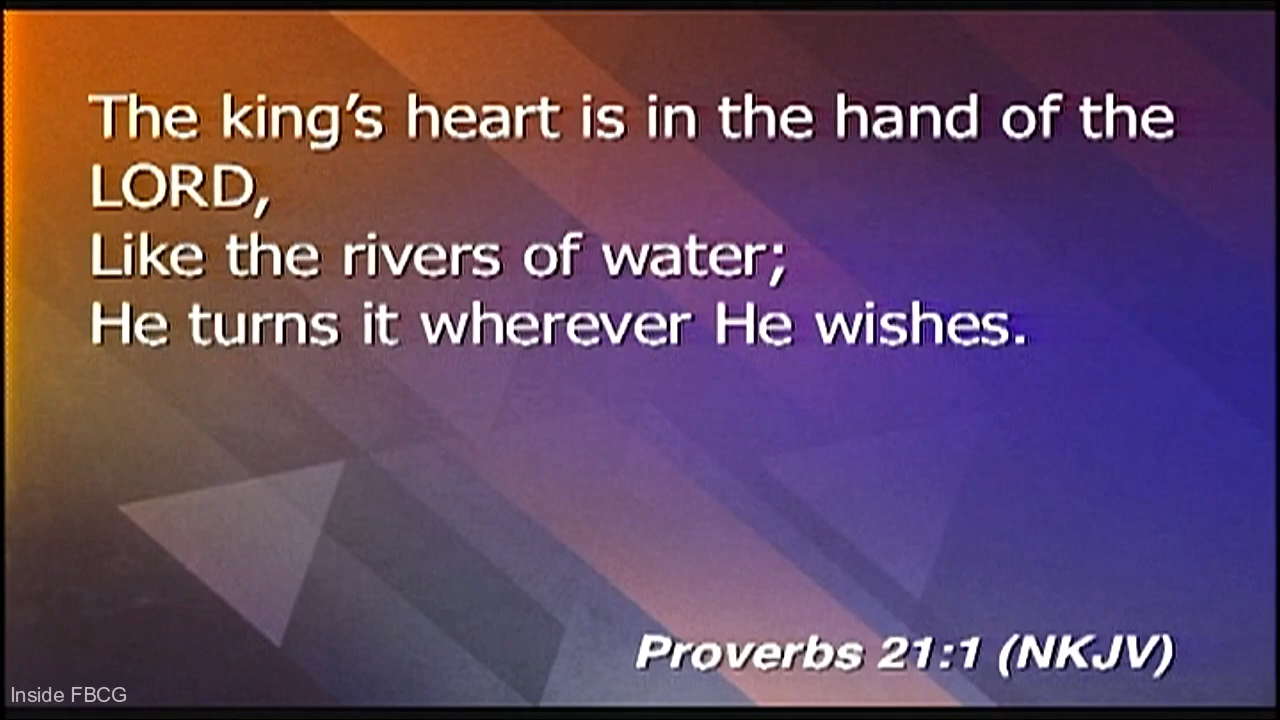 The king’s heart is in the hand of the
LORD,
Like the rivers of water;
He turns it wherever He wishes.
Proverbs 21:1 (NKJV)
Inside FBCG